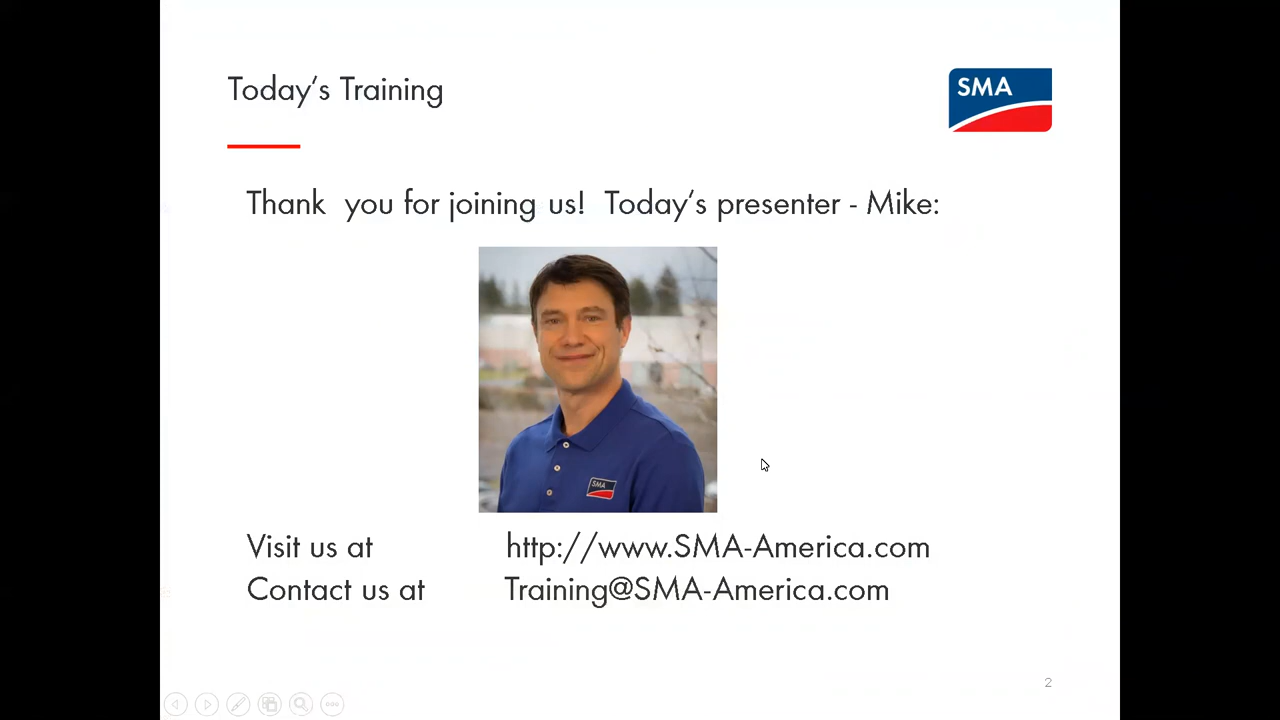 Today's Training
SMA
Thank  you for joining us!  Today's presenter - Mike:
SMA
Visit us at http://www.SMA-America.com
Contact us at Training@SMA-America.com
2